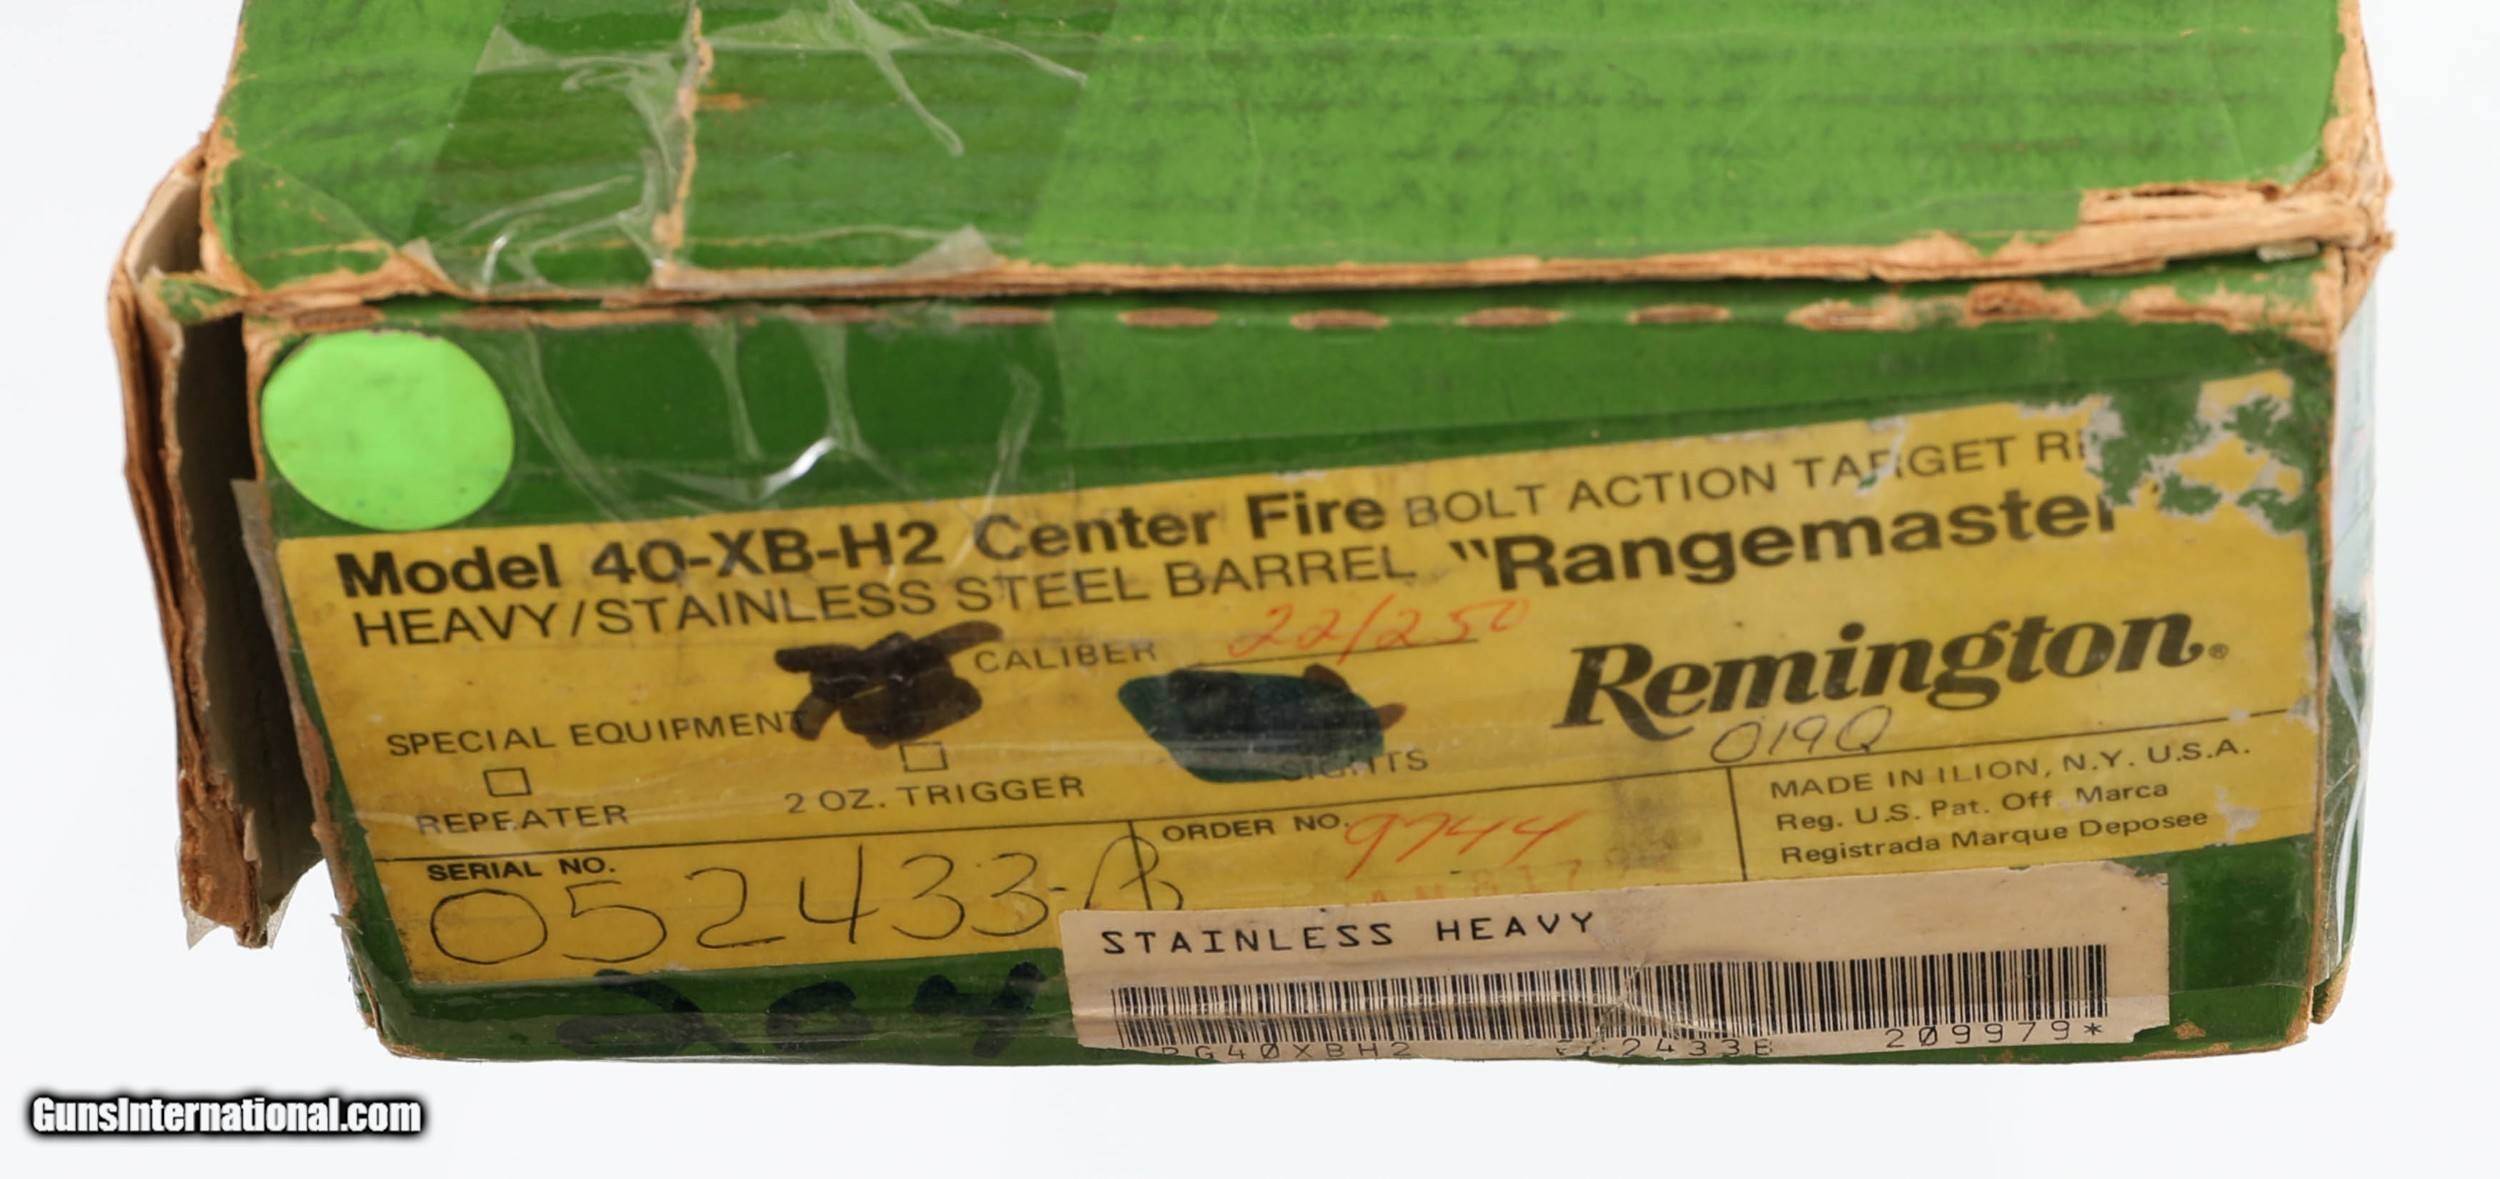 Model 40-XB-H2 Center Fire BOLT ACTION TARGET
HEAVY/STAINLESS STEEL BARREL "Rangemaster
CALIBER 22/250
Remington®
SPECIAL EQUIPMENT
REPEATER
2 OZ. TRIGGER
SIGHTS
019Q
SERIAL NO.
052433-B
ORDER NO. 9744
MADE IN ILION, N.Y. U.S.A.
Reg. U.S. Pat. Off. Marca
Registrada Marque Deposee
STAINLESS HEAVY
209979*
204
GunsInternational.com